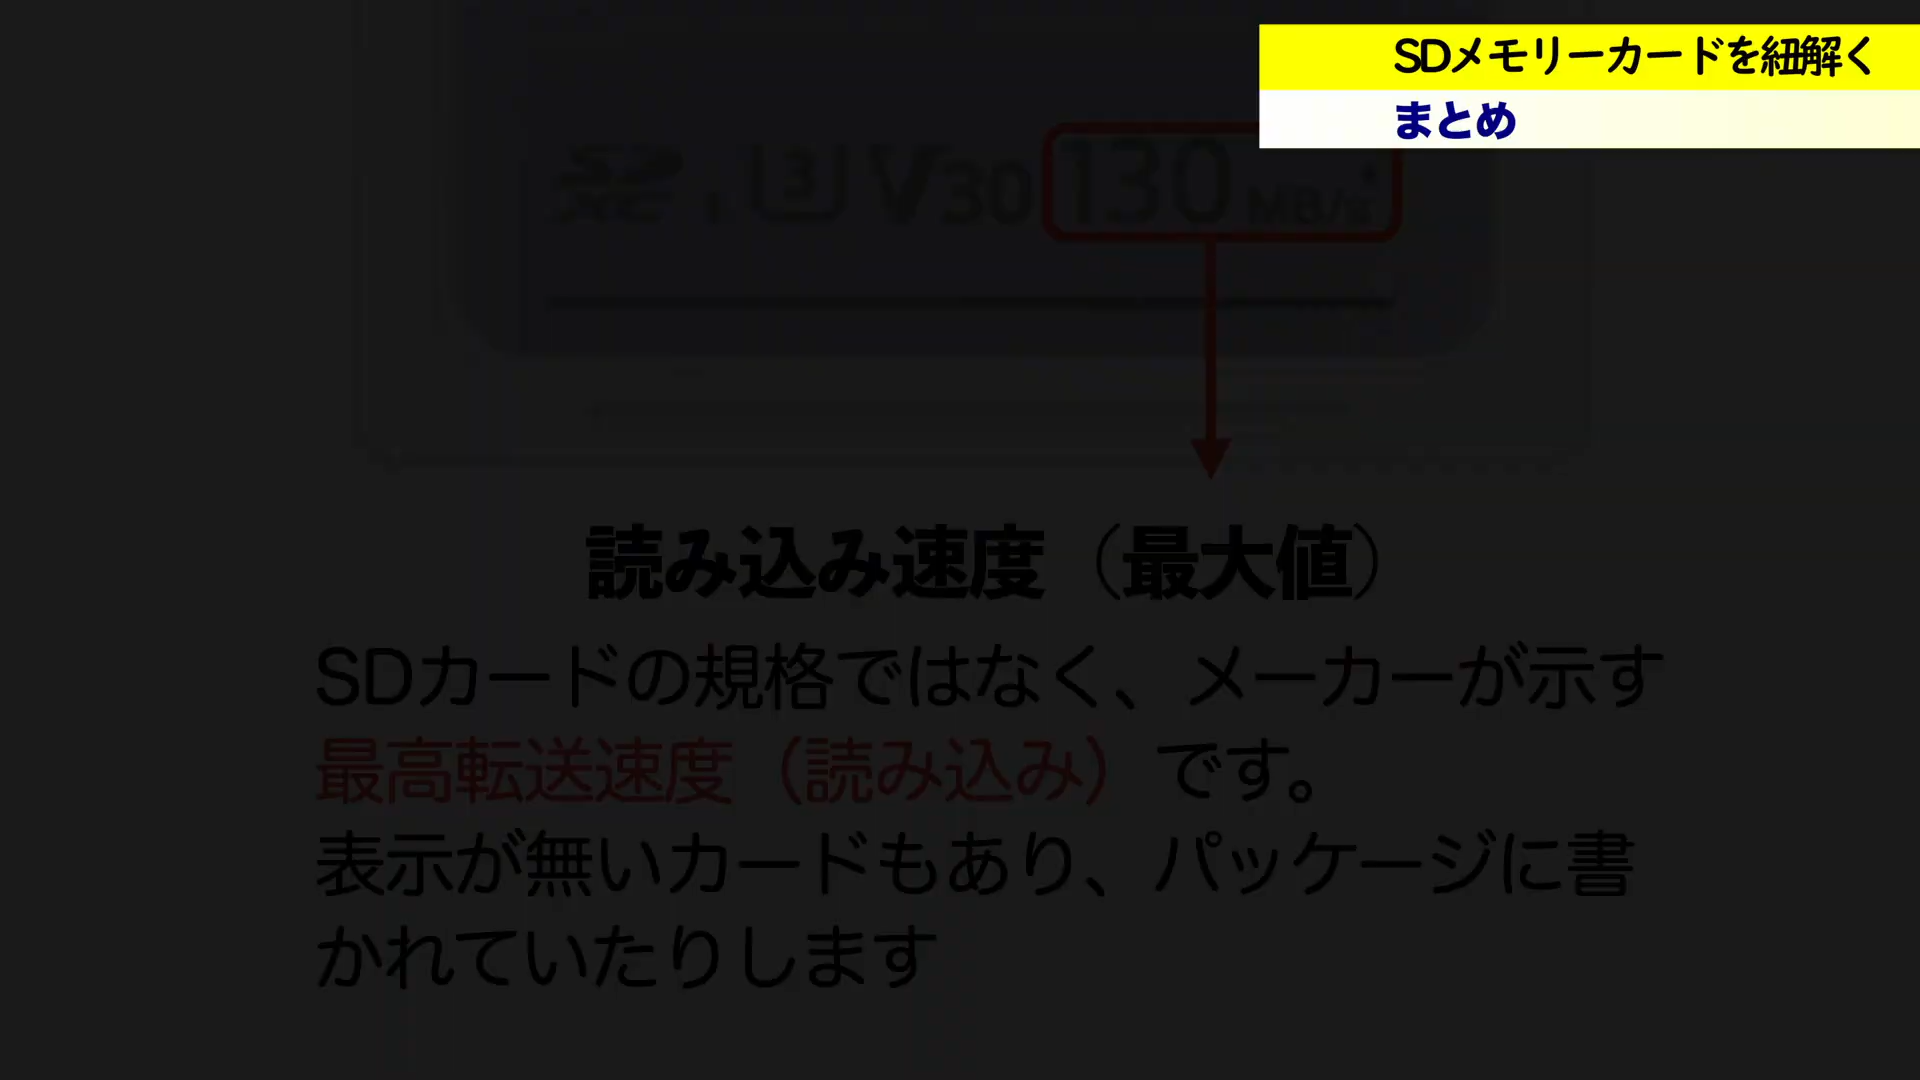 SDメモリーカードを紐解く
まとめ
I U3 V30 130 MB/s*
読み込み速度（最大値）
SDカードの規格ではなく、メーカーが示す
最高転送速度（読み込み）です。
表示が無いカードもあり、パッケージに書
かれていたりします